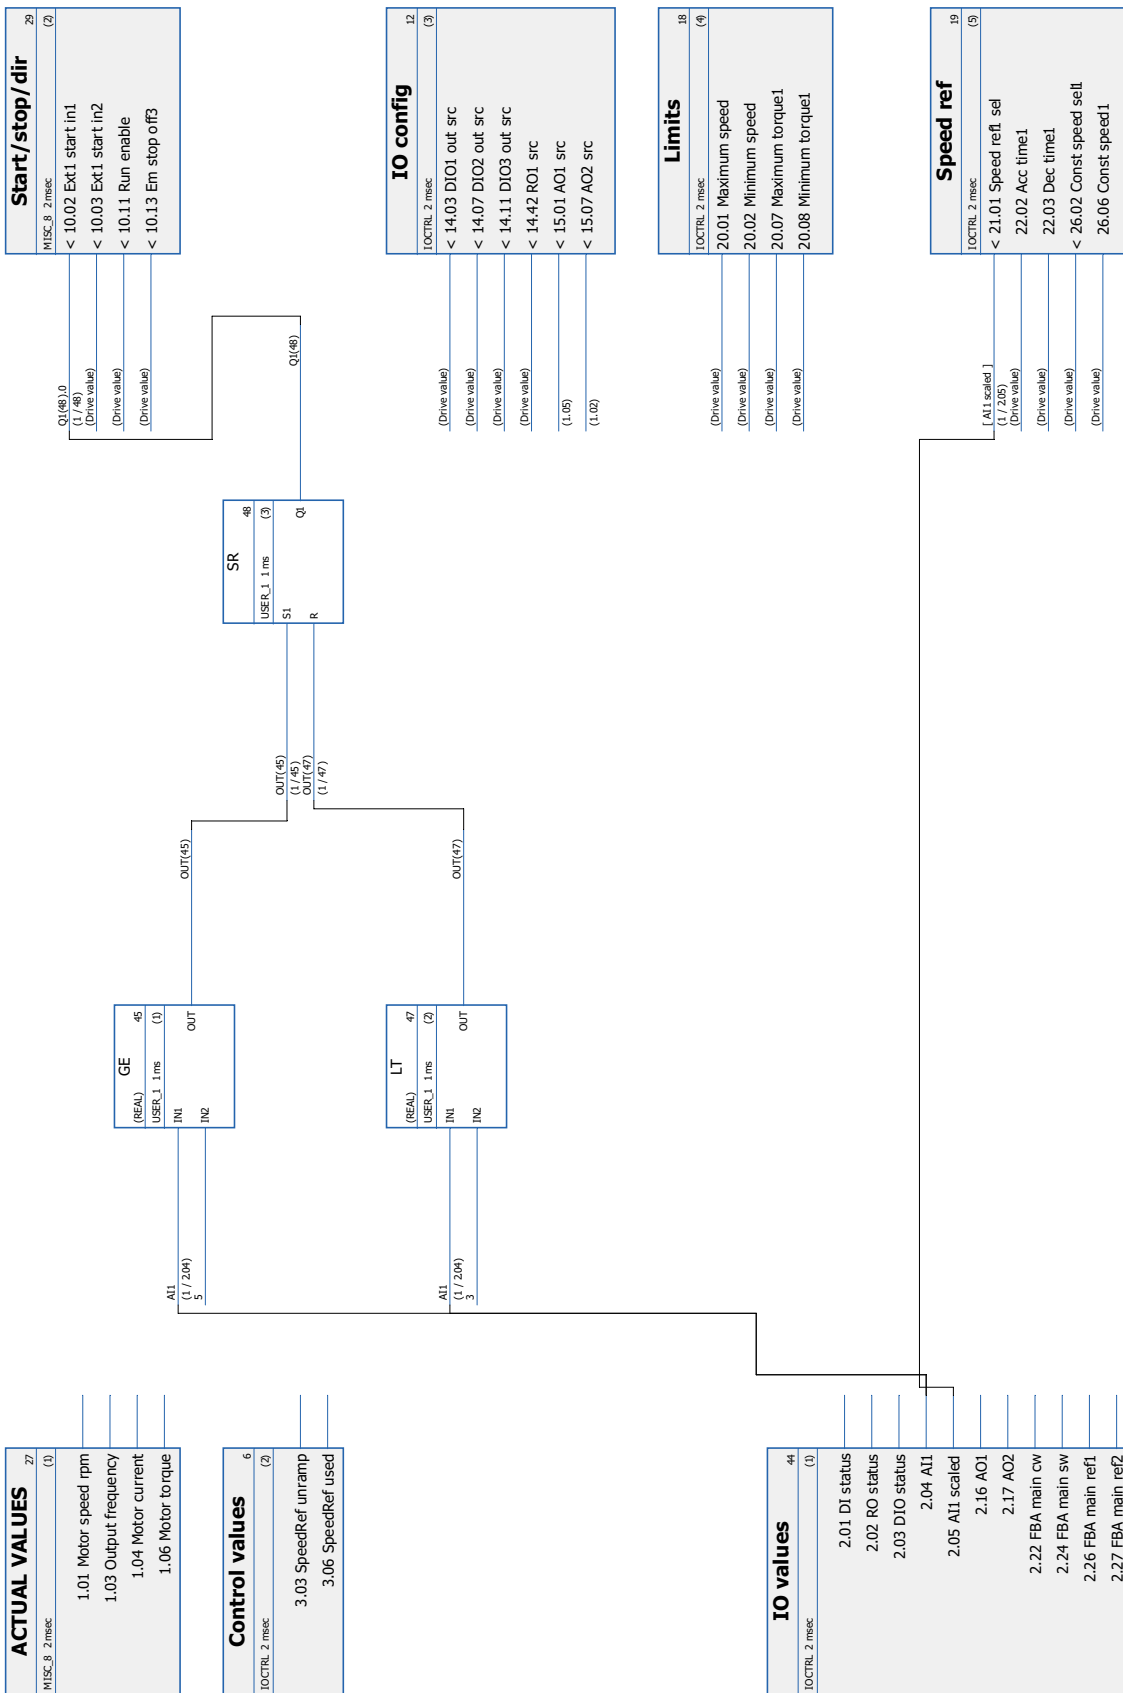 ACTUAL VALUES
27
MISC_8 2 msec
(1)
1.01 Motor speed rpm
1.03 Output frequency
1.04 Motor current
1.06 Motor torque
Control values
6
IOCTRL 2 msec
(2)
3.03 SpeedRef unramp
3.06 SpeedRef used
IO values
44
IOCTRL 2 msec
(1)
2.01 DI status
2.02 RO status
2.03 DIO status
2.04 AI1
2.05 AI1 scaled
2.16 AO1
2.17 AO2
2.22 FBA main cw
2.24 FBA main sw
2.26 FBA main ref1
2.27 FBA main ref2
AI1
(1 / 2.04)
5
GE
(REAL)
45
USER_1 1 ms
(1)
IN1
OUT
IN2
OUT(45)
AI1
(1 / 2.04)
3
LT
(REAL)
47
USER_1 1 ms
(2)
IN1
OUT
IN2
OUT(47)
OUT(45)
(1 / 45)
OUT(47)
(1 / 47)
SR
48
USER_1 1 ms
(3)
S1
R
Q1
Q1(48)
Q1(48).0
(1 / 48)
(Drive value)
(Drive value)
(Drive value)
Start/stop/dir
29
MISC_8 2 msec
(2)
< 10.02 Ext1 start in1
< 10.03 Ext1 start in2
< 10.11 Run enable
< 10.13 Em stop off3
(Drive value)
(Drive value)
(Drive value)
(Drive value)
(1.05)
(1.02)
IO config
12
IOCTRL 2 msec
(3)
< 14.03 DIO1 out src
< 14.07 DIO2 out src
< 14.11 DIO3 out src
< 14.42 RO1 src
< 15.01 AO1 src
< 15.07 AO2 src
(Drive value)
(Drive value)
(Drive value)
(Drive value)
Limits
18
IOCTRL 2 msec
(4)
20.01 Maximum speed
20.02 Minimum speed
20.07 Maximum torque1
20.08 Minimum torque1
[ AI1 scaled ]
(1 / 2.05)
(Drive value)
(Drive value)
(Drive value)
(Drive value)
Speed ref
19
IOCTRL 2 msec
(5)
< 21.01 Speed ref1 sel
22.02 Acc time1
22.03 Dec time1
< 26.02 Const speed sel1
26.06 Const speed1